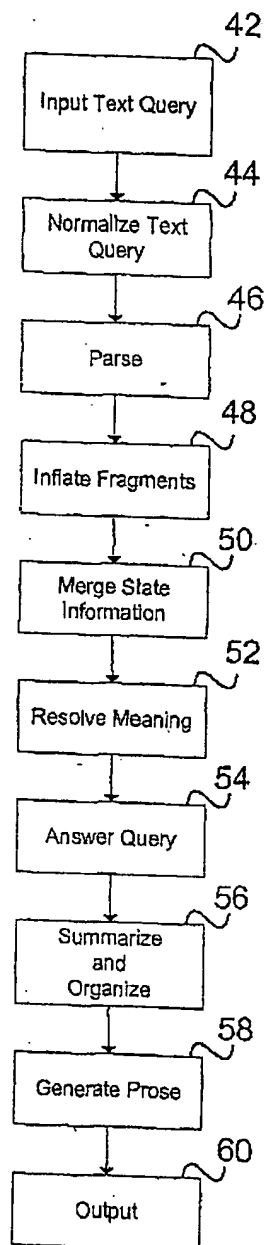 42
Input Text Query
44
Normalize Text
Query
46
Parse
48
Inflate Fragments
50
Merge State
Information
52
Resolve Meaning
54
Answer Query
56
Summarize
and
Organize
58
Generate Prose
60
Output